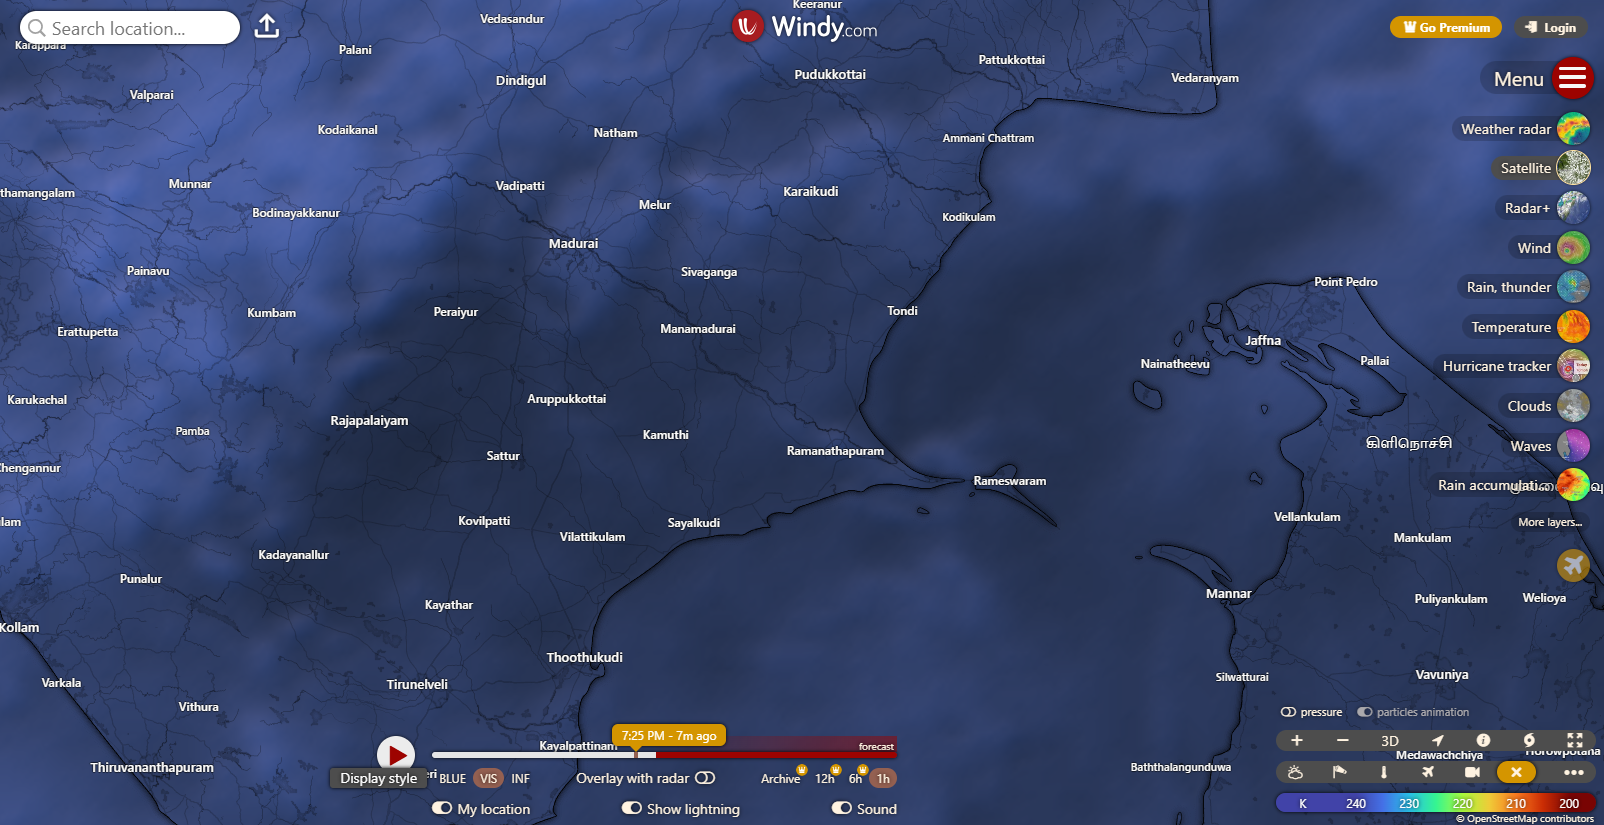 Search location...
Windy.com
Go Premium
Login
Menu
Weather radar
Satellite
Radar+
Wind
Rain, thunder
Temperature
Hurricane tracker
Clouds
Waves
Rain accumulati...
More layers...
Keeranur
Vedasandur
Karappara
Palani
Pattukkottai
Dindigul
Pudukkottai
Vedaranyam
Valparai
Kodaikanal
Natham
Ammani Chattram
Munnar
Vadipatti
Karaikudi
thamangalam
Bodinayakkanur
Melur
Kodikulam
Madurai
Painavu
Sivaganga
Point Pedro
Kumbam
Peraiyur
Tondi
Erattupetta
Manamadurai
Jaffna
Nainatheevu
Pallai
Karukachal
Aruppukkottai
Rajapalaiyam
Pamba
Kamuthi
கிளிநொச்சி
Sattur
Ramanathapuram
Chengannur
Rameswaram
Kovilpatti
Sayalkudi
Vellankulam
lam
Vilattikulam
Mankulam
Kadayanallur
Punalur
Mannar
Puliyankulam
Welioya
Kayathar
Kollam
Thoothukudi
Varkala
Tirunelveli
Silwatturai
Vavuniya
Vithura
Kayalpattinam
Thiruvananthapuram
Baththalangunduwa
Medawachchiya
Horowpotana
7:25 PM - 7m ago
forecast
Display style
eri
BLUE VIS INF
Overlay with radar
Archive 12h 6h 1h
My location
Show lightning
Sound
pressure
particles animation
+ − 3D
K 240 230 220 210 200
© OpenStreetMap contributors